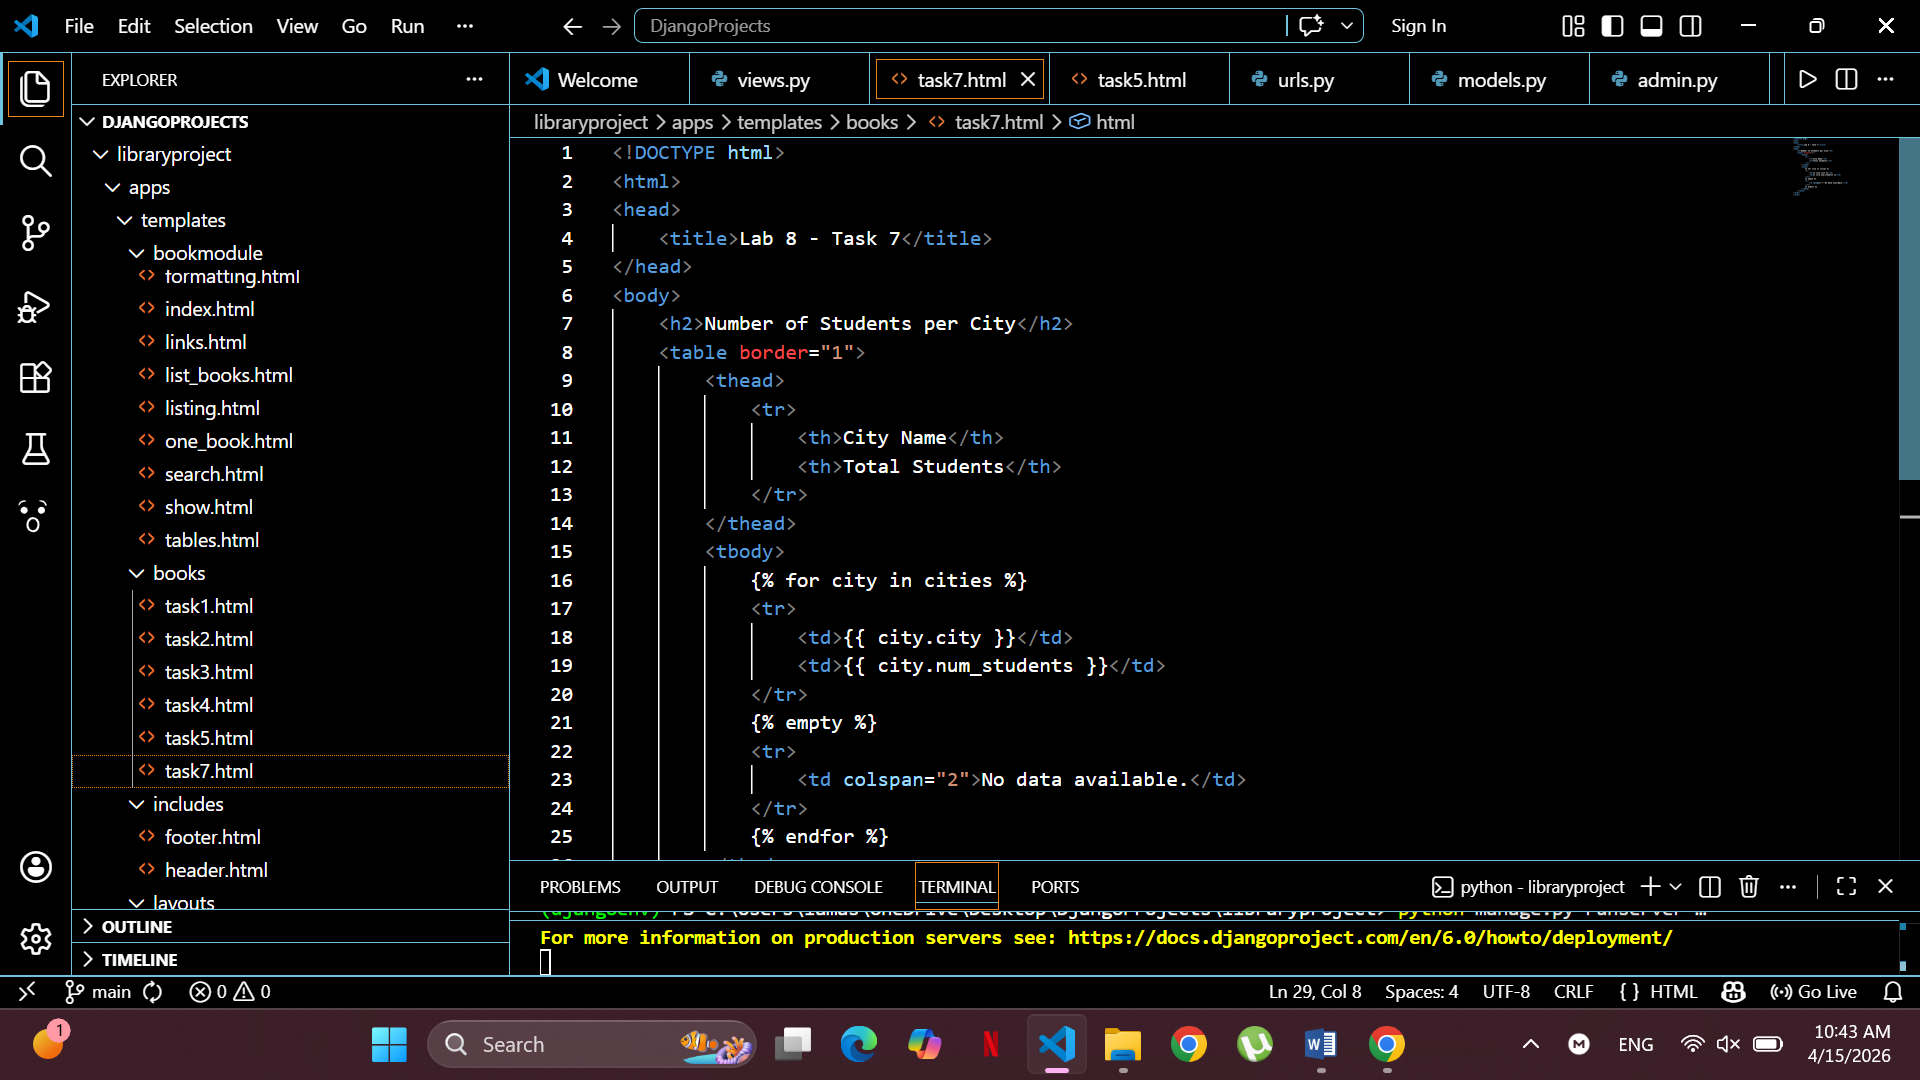 File Edit Selection View Go Run ···
DjangoProjects
Sign In
EXPLORER
DJANGOPROJECTS
libraryproject
apps
templates
bookmodule
formatting.html
index.html
links.html
list_books.html
listing.html
one_book.html
search.html
show.html
tables.html
books
task1.html
task2.html
task3.html
task4.html
task5.html
task7.html
includes
footer.html
header.html
layouts
OUTLINE
TIMELINE
Welcome views.py task7.html task5.html urls.py models.py admin.py
libraryproject > apps > templates > books > task7.html > html
1 <!DOCTYPE html>
2 <html>
3 <head>
4 <title>Lab 8 - Task 7</title>
5 </head>
6 <body>
7 <h2>Number of Students per City</h2>
8 <table border="1">
9 <thead>
10 <tr>
11 <th>City Name</th>
12 <th>Total Students</th>
13 </tr>
14 </thead>
15 <tbody>
16 {% for city in cities %}
17 <tr>
18 <td>{{ city.city }}</td>
19 <td>{{ city.num_students }}</td>
20 </tr>
21 {% empty %}
22 <tr>
23 <td colspan="2">No data available.</td>
24 </tr>
25 {% endfor %}
PROBLEMS OUTPUT DEBUG CONSOLE TERMINAL PORTS
python - libraryproject
For more information on production servers see: https://docs.djangoproject.com/en/6.0/howto/deployment/
main 0 0
Ln 29, Col 8 Spaces: 4 UTF-8 CRLF { } HTML Go Live
1
Search
ENG
10:43 AM
4/15/2026